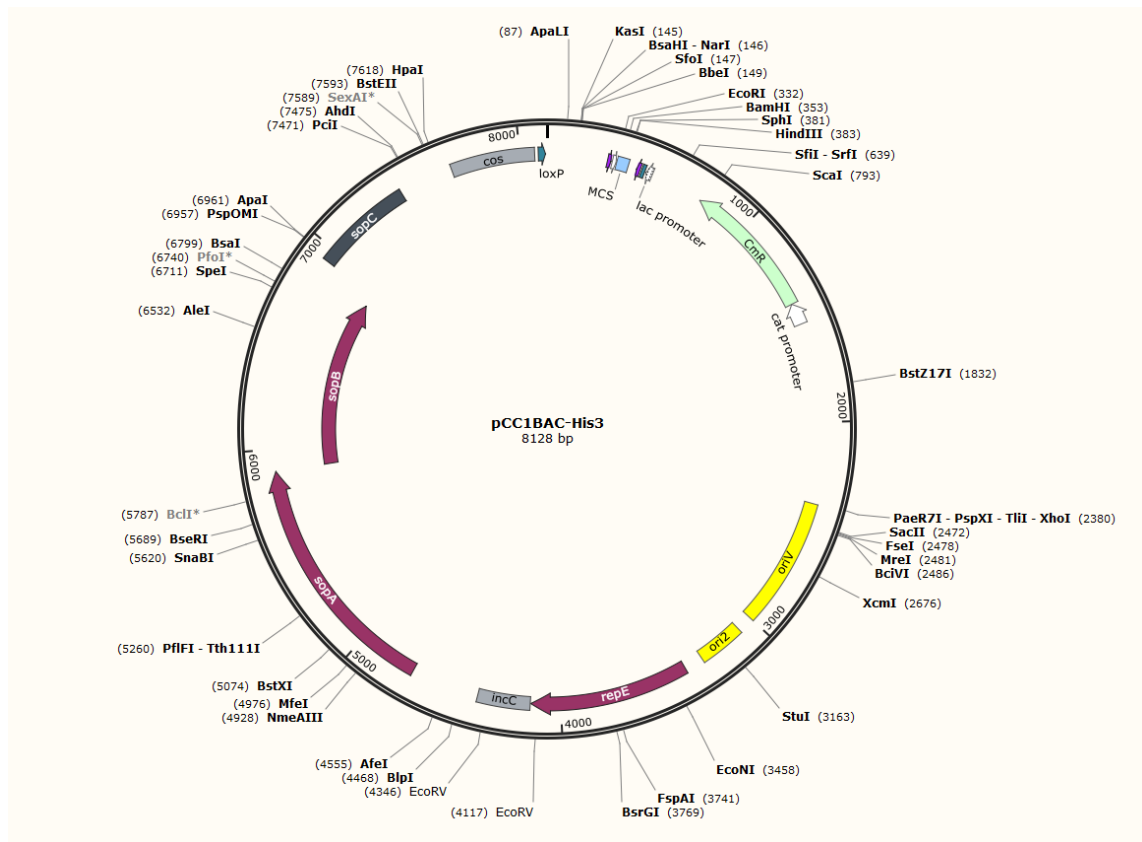 (87) ApaLI
KasI (145)
BsaHI - NarI (146)
SfoI (147)
BbeI (149)
EcoRI (332)
BamHI (353)
SphI (381)
HindIII (383)
SfiI - SrfI (639)
ScaI (793)
BstZ17I (1832)
PaeR7I - PspXI - TliI - XhoI (2380)
SacII (2472)
FseI (2478)
MreI (2481)
BciVI (2486)
XcmI (2676)
StuI (3163)
EcoNI (3458)
FspAI (3741)
BsrGI (3769)
(4117) EcoRV
(4346) EcoRV
(4468) BlpI
(4555) AfeI
(4928) NmeAIII
(4976) MfeI
(5074) BstXI
(5260) PflFI - Tth111I
(5620) SnaBI
(5689) BseRI
(5787) BclI*
(6532) AleI
(6711) SpeI
(6740) PfoI*
(6799) BsaI
(6957) PspOMI
(6961) ApaI
(7471) PciI
(7475) AhdI
(7589) SexAI*
(7593) BstEII
(7618) HpaI
1000
2000
3000
4000
5000
6000
7000
8000
cos
loxP
MCS
lac promoter
CmR
cat promoter
oriV
ori2
repE
incC
sopA
sopB
sopC
pCC1BAC-His3
8128 bp